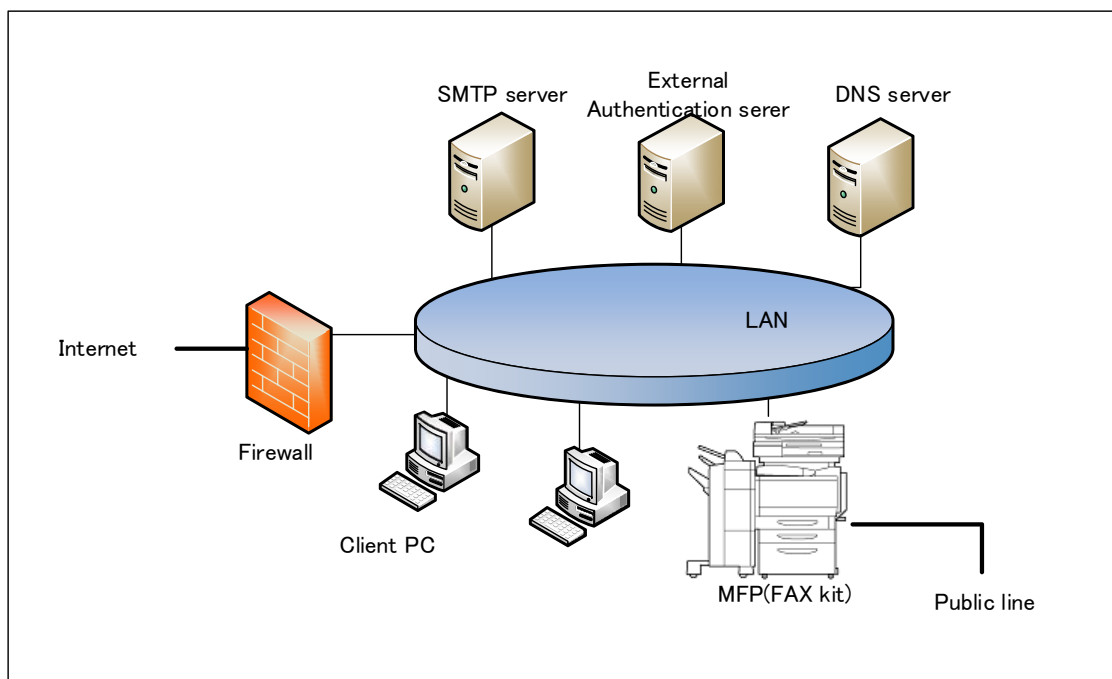 SMTP server
External
Authentication serer
DNS server
LAN
Internet
Firewall
Client PC
MFP(FAX kit)
Public line